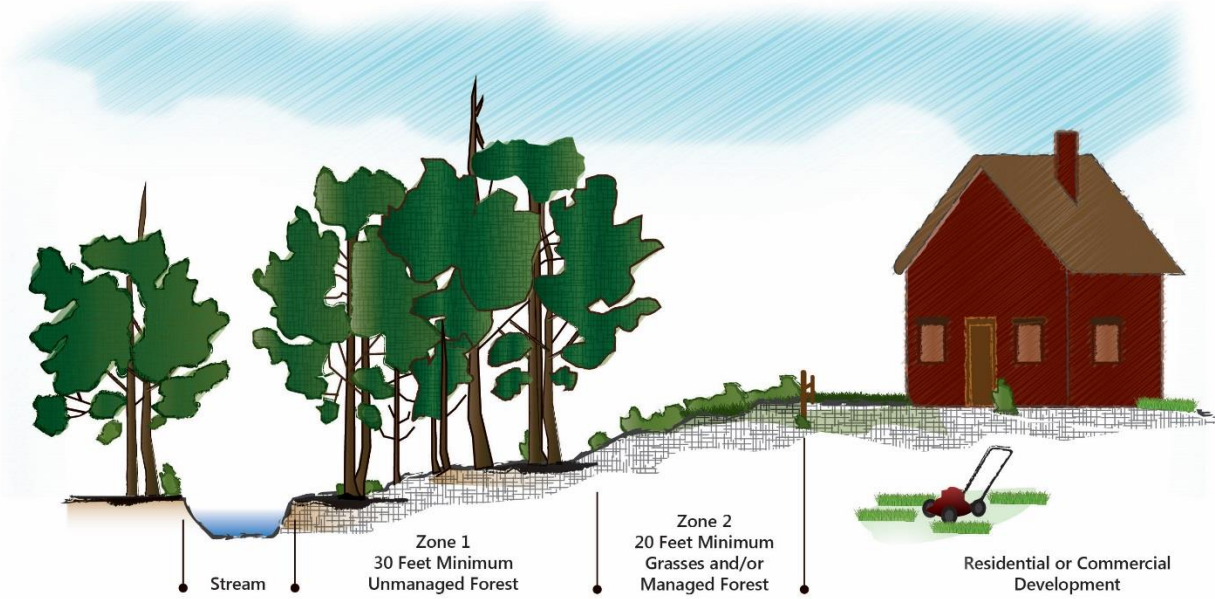 Stream
Zone 1
30 Feet Minimum
Unmanaged Forest
Zone 2
20 Feet Minimum
Grasses and/or
Managed Forest
Residential or Commercial
Development